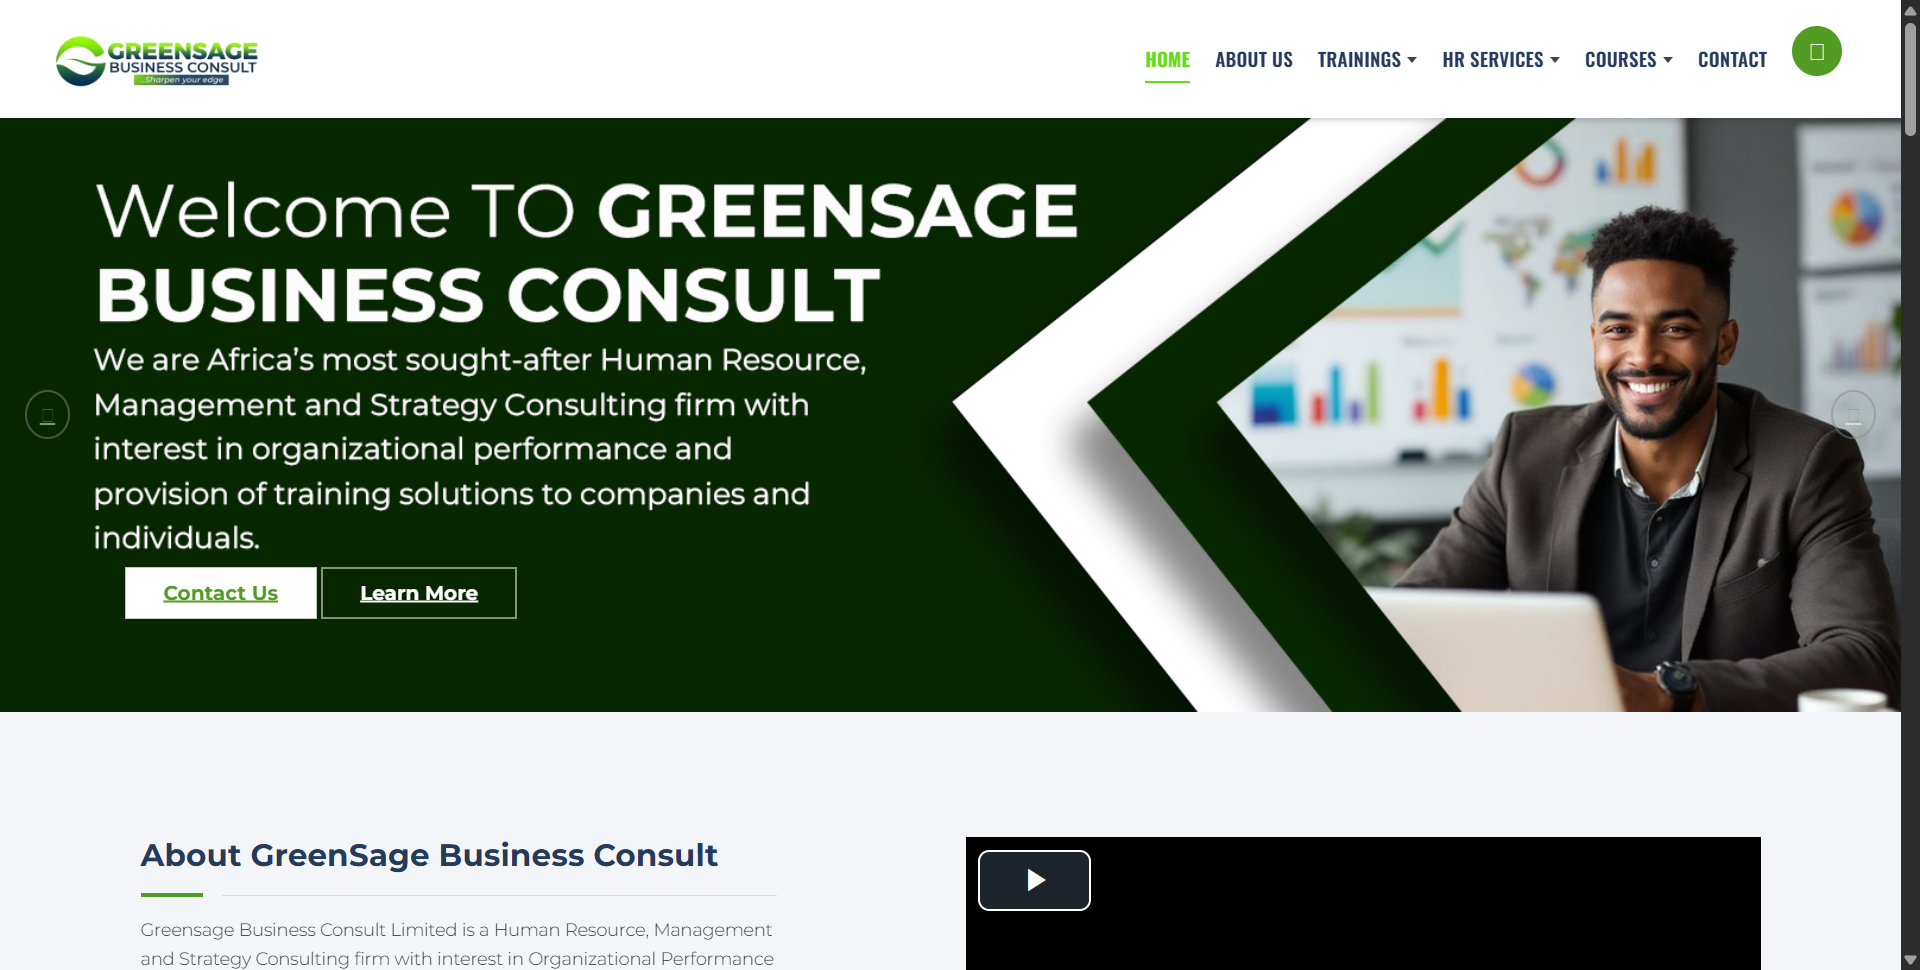 GREENSAGE
BUSINESS CONSULT
...Sharpen your edge
HOME ABOUT US TRAININGS HR SERVICES COURSES CONTACT
Welcome TO GREENSAGE
BUSINESS CONSULT
We are Africa’s most sought-after Human Resource,
Management and Strategy Consulting firm with
interest in organizational performance and
provision of training solutions to companies and
individuals.
Contact Us Learn More
About GreenSage Business Consult
Greensage Business Consult Limited is a Human Resource, Management
and Strategy Consulting firm with interest in Organizational Performance